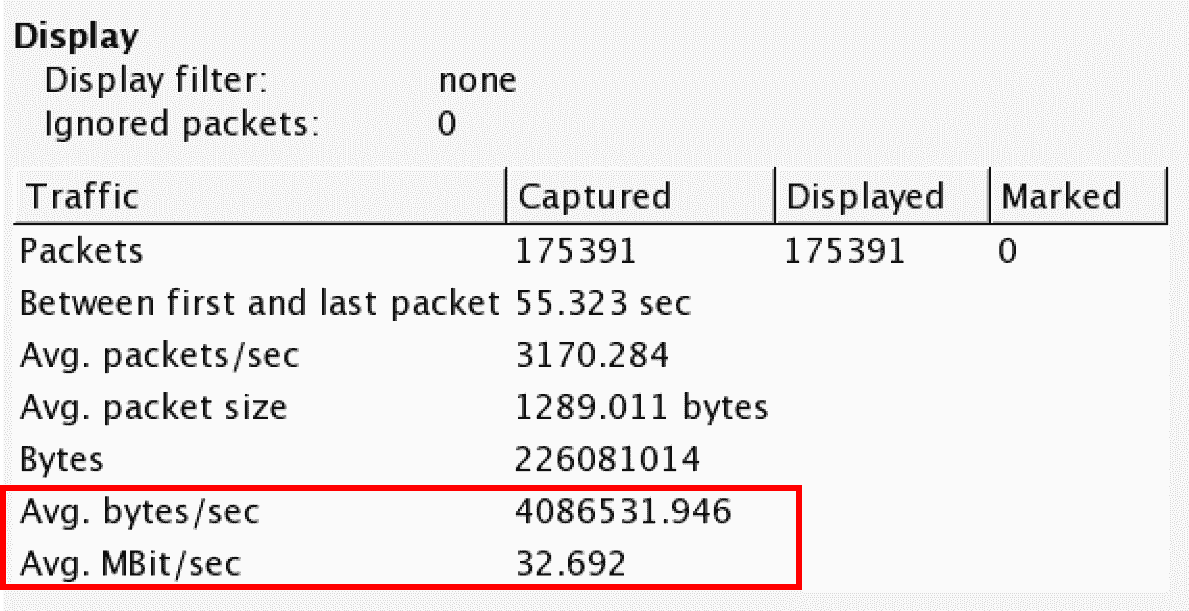 Display
Display filter: none
Ignored packets: 0
Traffic Captured Displayed Marked
Packets 175391 175391 0
Between first and last packet 55.323 sec
Avg. packets/sec 3170.284
Avg. packet size 1289.011 bytes
Bytes 226081014
Avg. bytes/sec 4086531.946
Avg. MBit/sec 32.692